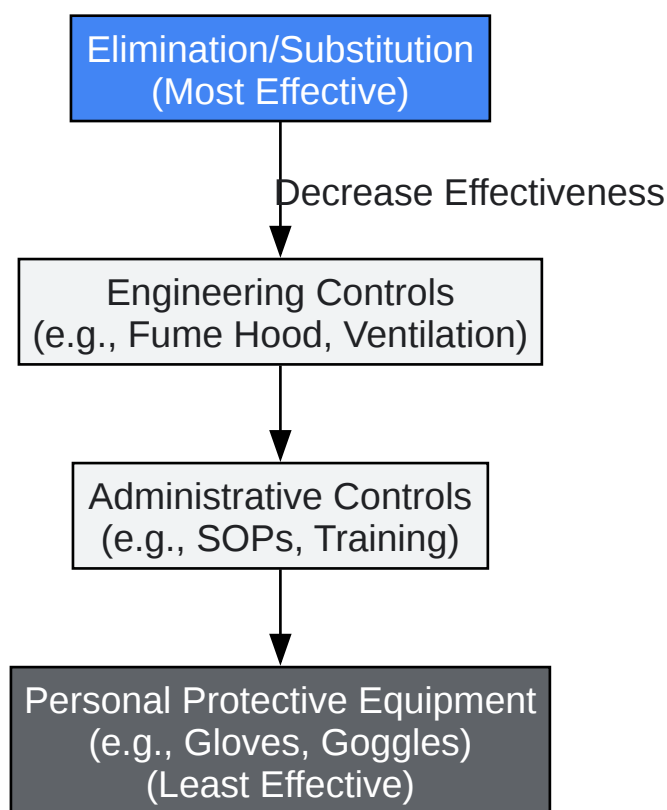 Elimination/Substitution
(Most Effective)
Decrease Effectiveness
Engineering Controls
(e.g., Fume Hood, Ventilation)
Administrative Controls
(e.g., SOPs, Training)
Personal Protective Equipment
(e.g., Gloves, Goggles)
(Least Effective)